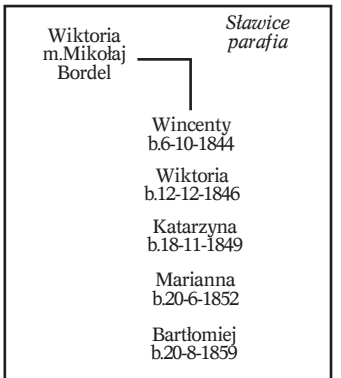 Sławice
parafia
Wiktoria
m.Mikołaj
Bordel
Wincenty
b.6-10-1844
Wiktoria
b.12-12-1846
Katarzyna
b.18-11-1849
Marianna
b.20-6-1852
Bartłomiej
b.20-8-1859